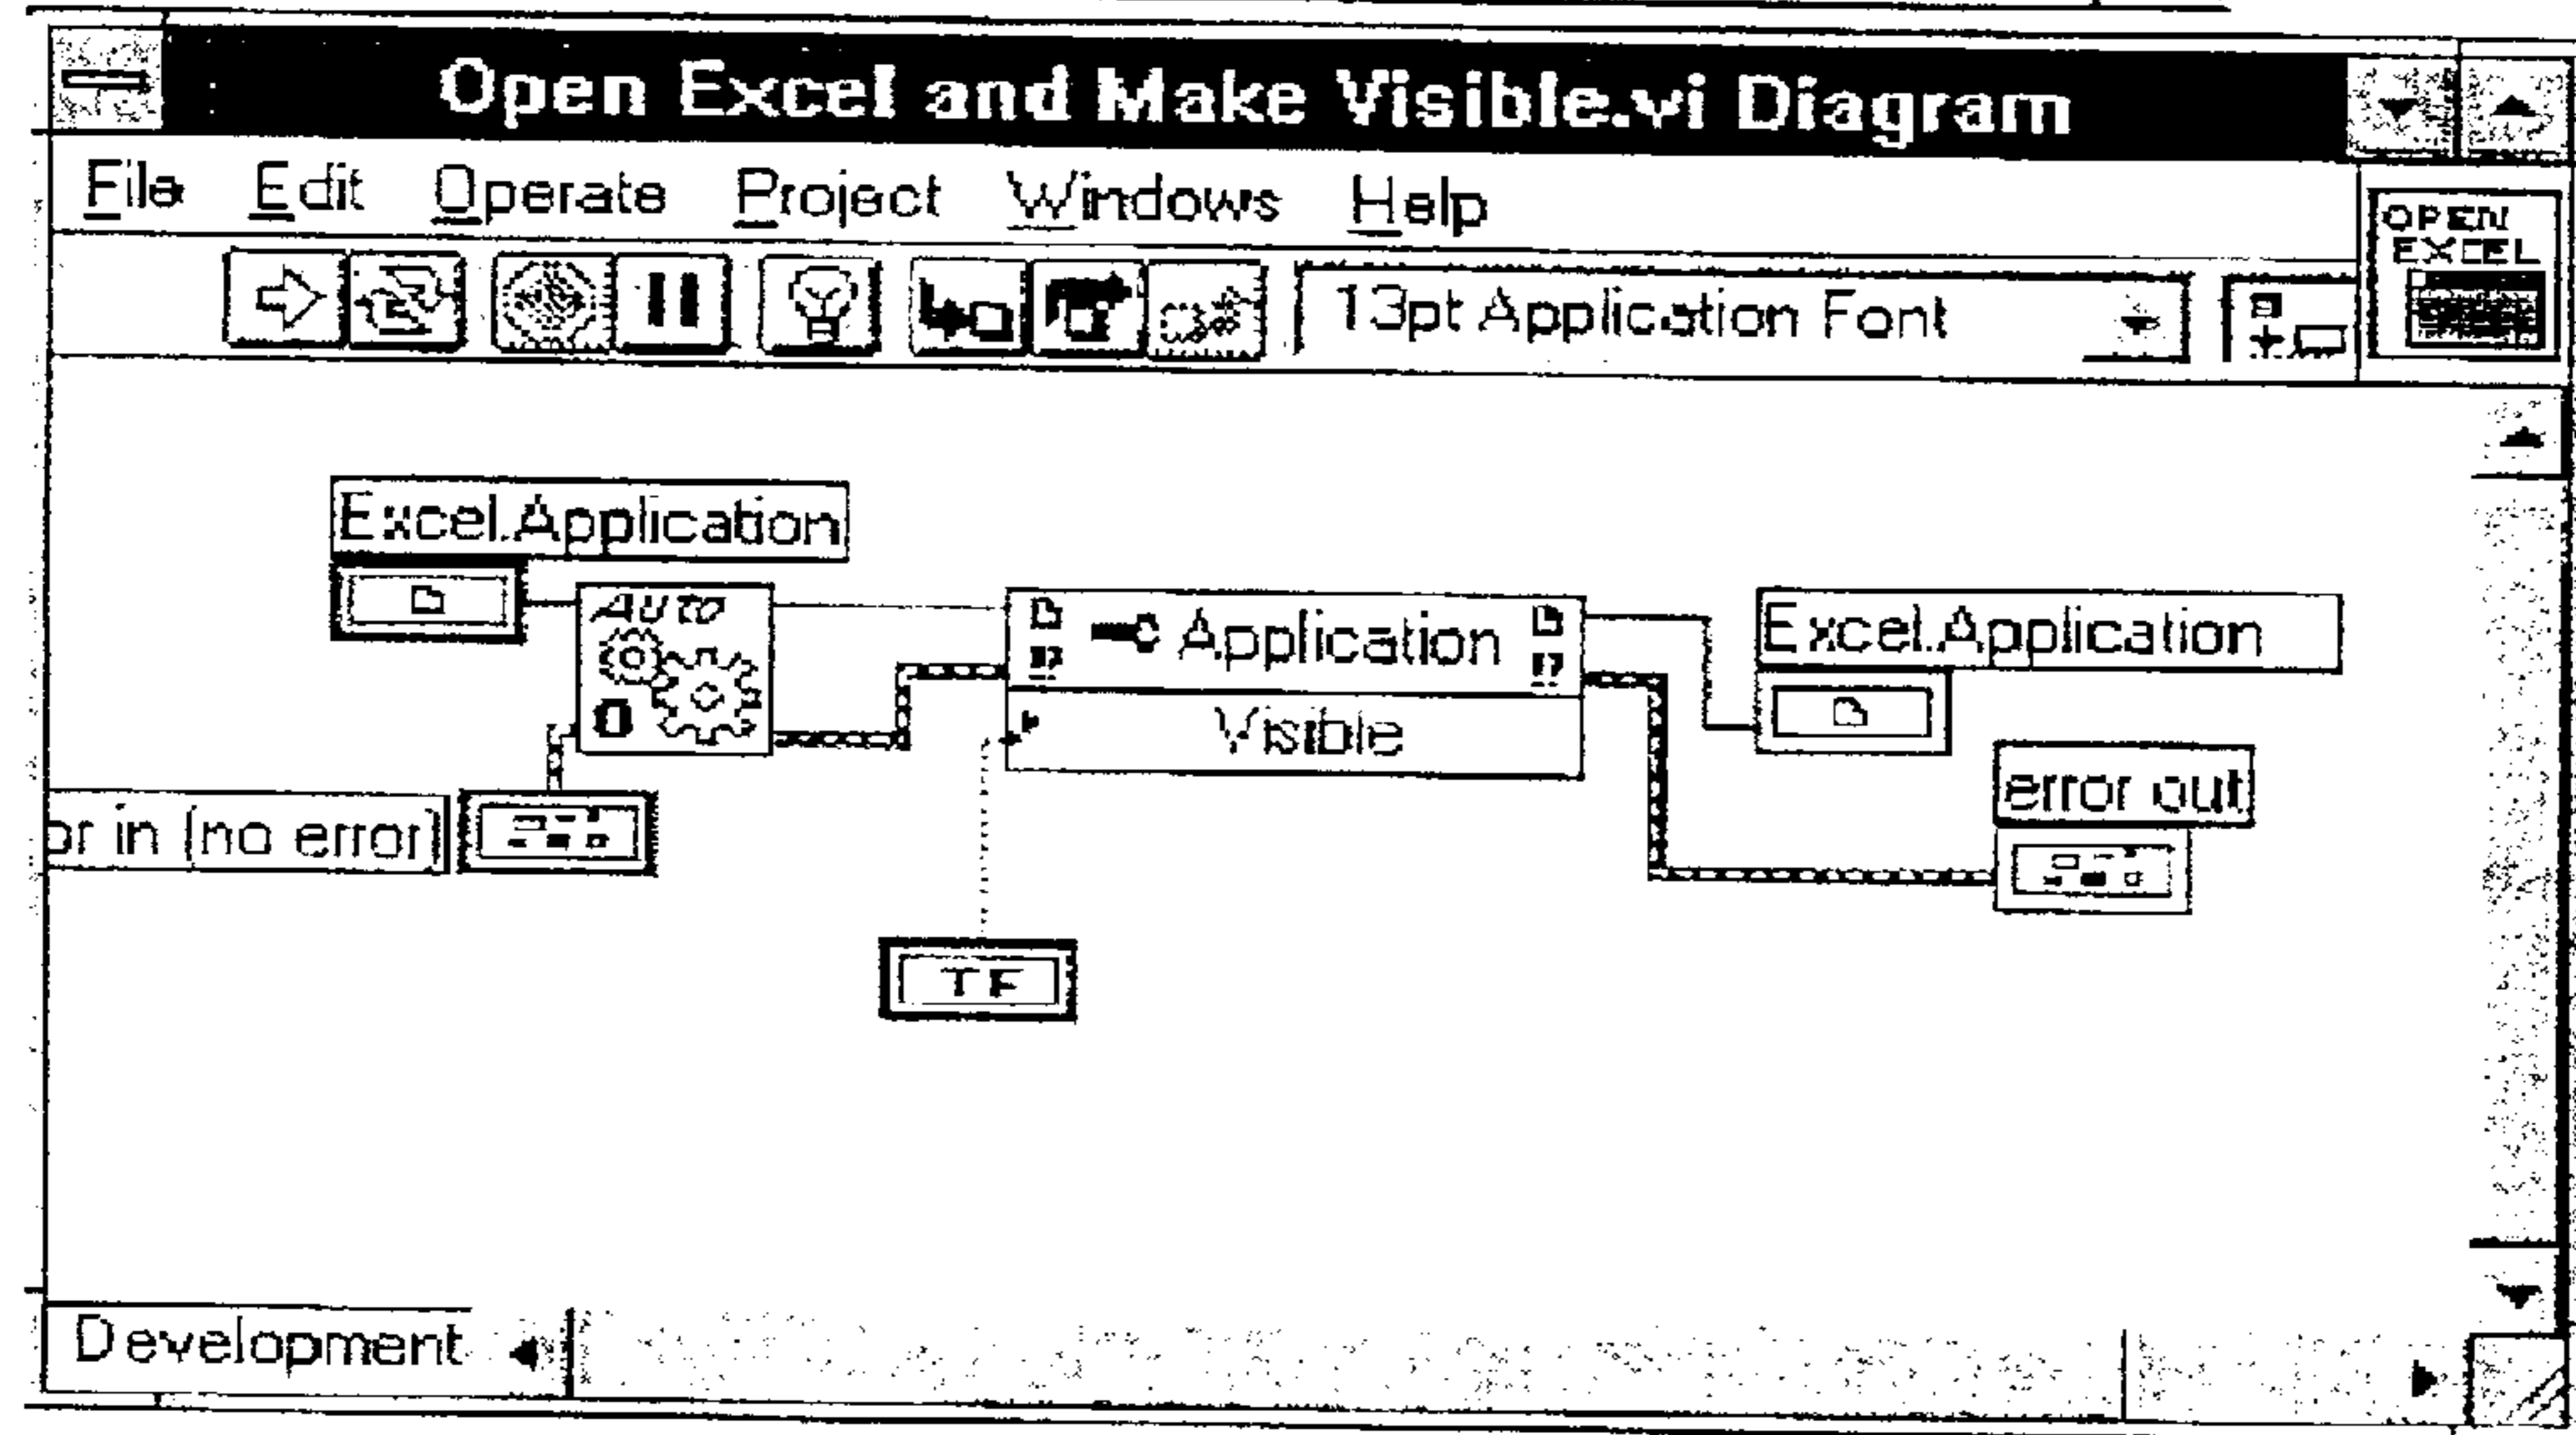 Open Excel and Make Visible.vi Diagram
File Edit Operate Project Windows Help
OPEN
EXCEL
13pt Application Font
Excel.Application
AUTO
Application
Visible
Excel.Application
error out
or in (no error)
TF
Development